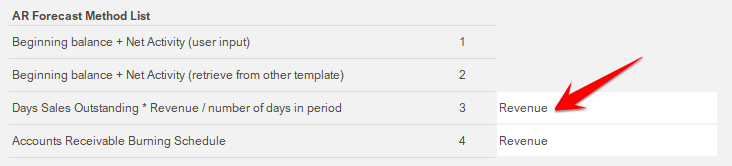 AR Forecast Method List
Beginning balance + Net Activity (user input) 1
Beginning balance + Net Activity (retrieve from other template) 2
Days Sales Outstanding * Revenue / number of days in period 3 Revenue
Accounts Receivable Burning Schedule 4 Revenue